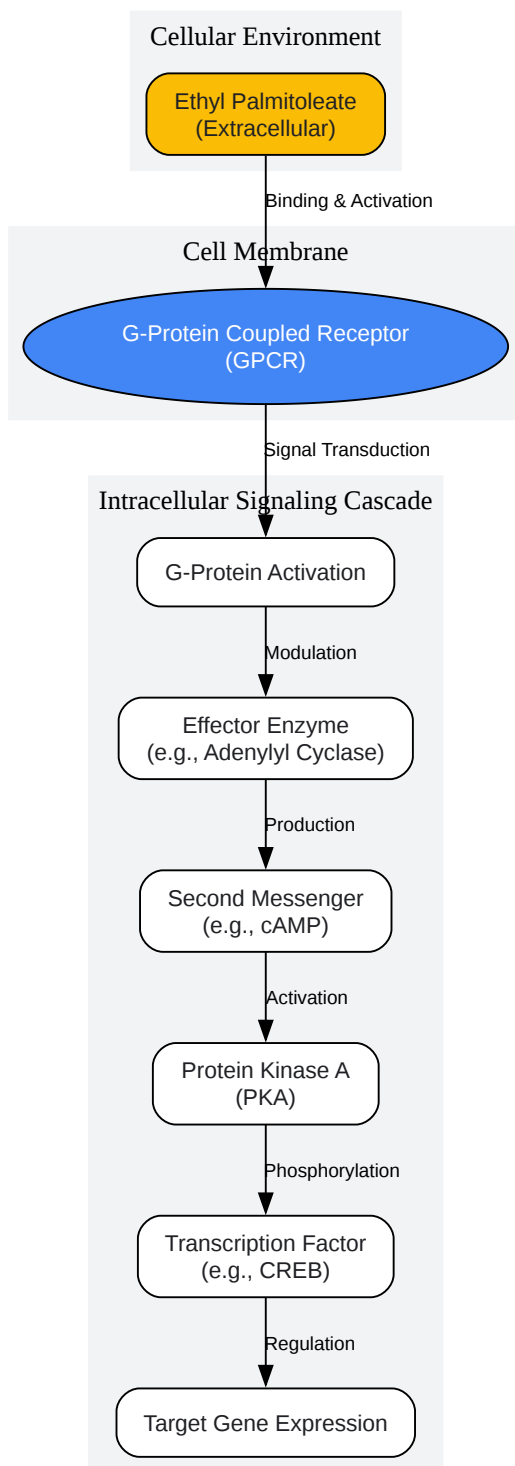 Cellular Environment
Ethyl Palmitoleate
(Extracellular)
Binding & Activation
Cell Membrane
G-Protein Coupled Receptor
(GPCR)
Signal Transduction
Intracellular Signaling Cascade
G-Protein Activation
Modulation
Effector Enzyme
(e.g., Adenylyl Cyclase)
Production
Second Messenger
(e.g., cAMP)
Activation
Protein Kinase A
(PKA)
Phosphorylation
Transcription Factor
(e.g., CREB)
Regulation
Target Gene Expression